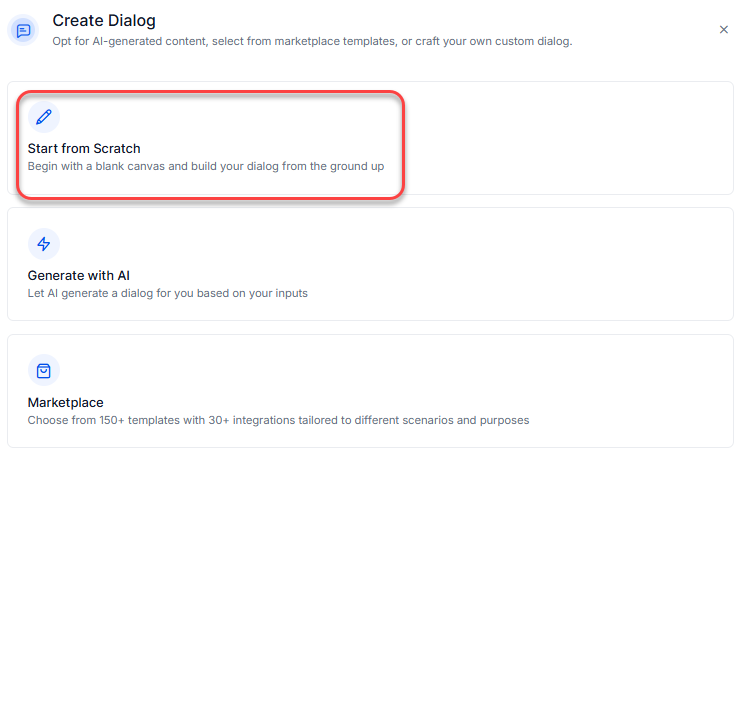 Create Dialog
Opt for AI-generated content, select from marketplace templates, or craft your own custom dialog.
Start from Scratch
Begin with a blank canvas and build your dialog from the ground up
Generate with AI
Let AI generate a dialog for you based on your inputs
Marketplace
Choose from 150+ templates with 30+ integrations tailored to different scenarios and purposes